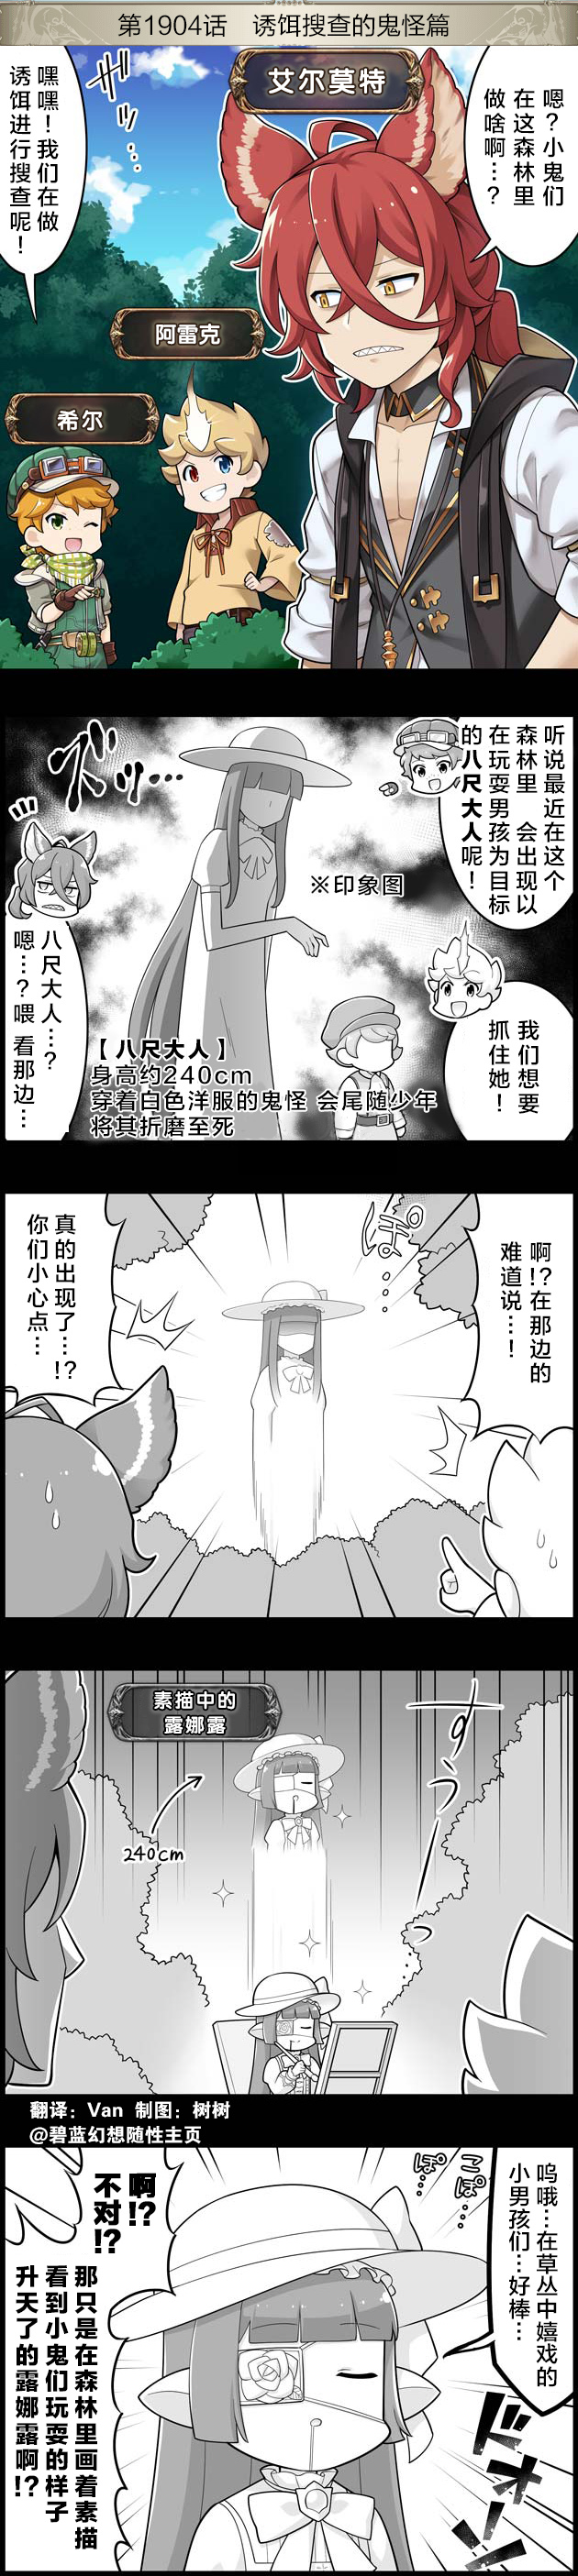 第1904话　诱饵搜查的鬼怪篇
艾尔莫特
嗯？小鬼们
在这森林里
做啥啊…？
嘿嘿！我们在做
诱饵进行搜查呢！
阿雷克
希尔
听说最近在这个
森林里　会出现以
在玩耍男孩为目标
的八尺大人呢！
※印象图
我们想要
抓住她！
八尺大人…？
嗯…？喂 看那边…
【八尺大人】
身高约240cm
穿着白色洋服的鬼怪 会尾随少年
将其折磨至死
ぽ…
啊!?在那边的
难道说…！
真的出现了…!?
你们小心点…
素描中的
露娜露
240cm
すぅっ…
翻译：Van 制图：树树
@碧蓝幻想随性主页
呜哦…在草丛中嬉戏的
小男孩们…好棒…
こぽ…
ぽ…
啊!?
不对!?
那只是在森林里画着素描
看到小鬼们玩耍的样子
升天了的露娜露啊!?